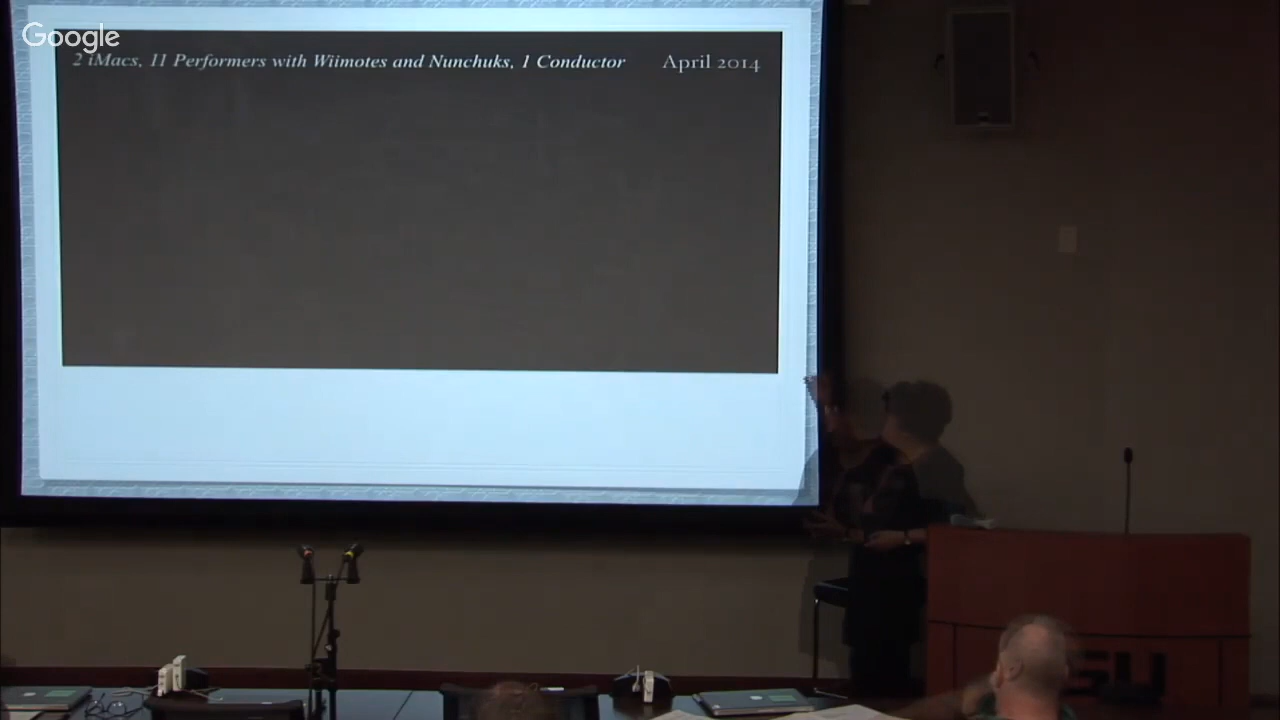 Google
2 iMacs, 11 Performers with Wiimotes and Nunchuks, 1 Conductor April 2014